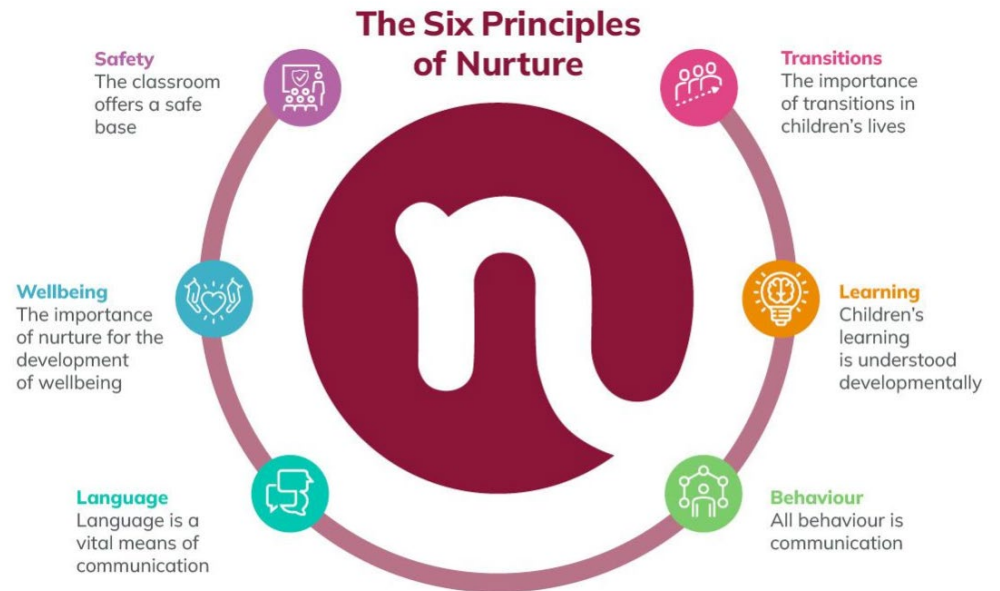 The Six Principles
of Nurture
Safety
The classroom
offers a safe
base
Transitions
The importance
of transitions in
children’s lives
Wellbeing
The importance
of nurture for the
development
of wellbeing
Learning
Children’s
learning
is understood
developmentally
Language
Language is a
vital means of
communication
Behaviour
All behaviour is
communication
n